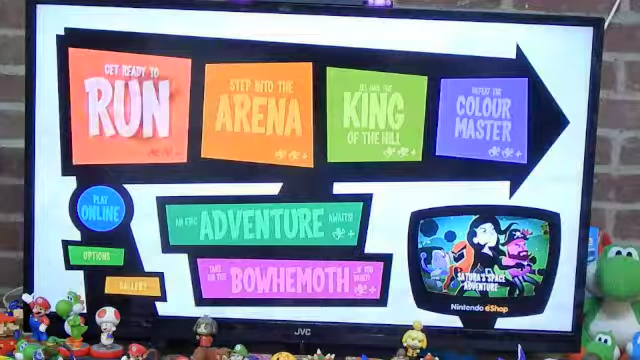 GET READY TO
RUN
STEP INTO THE
ARENA
KING
OF THE HILL
DEFEAT THE
COLOUR
MASTER
PLAY
ONLINE
AN EPIC
ADVENTURE
AWAITS!
OPTIONS
GALLERY
TAKE
ON THE
BOWHEMOTH
...IF YOU
DARE!
SATURA'S SPACE
ADVENTURE
Nintendo eShop
JVC